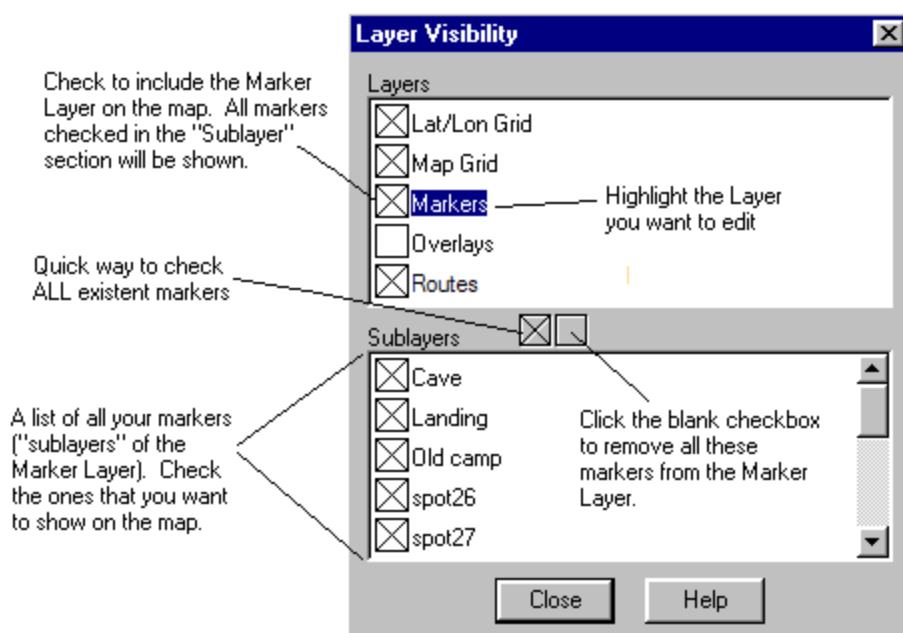 Layer Visibility
Check to include the Marker
Layer on the map. All markers
checked in the "Sublayer"
section will be shown.
Layers
Lat/Lon Grid
Map Grid
Markers
Overlays
Routes
Highlight the Layer
you want to edit
Quick way to check
ALL existent markers
Sublayers
Cave
Landing
Old camp
spot26
spot27
A list of all your markers
("sublayers" of the
Marker Layer). Check
the ones that you want
to show on the map.
Click the blank checkbox
to remove all these
markers from the Marker
Layer.
Close
Help